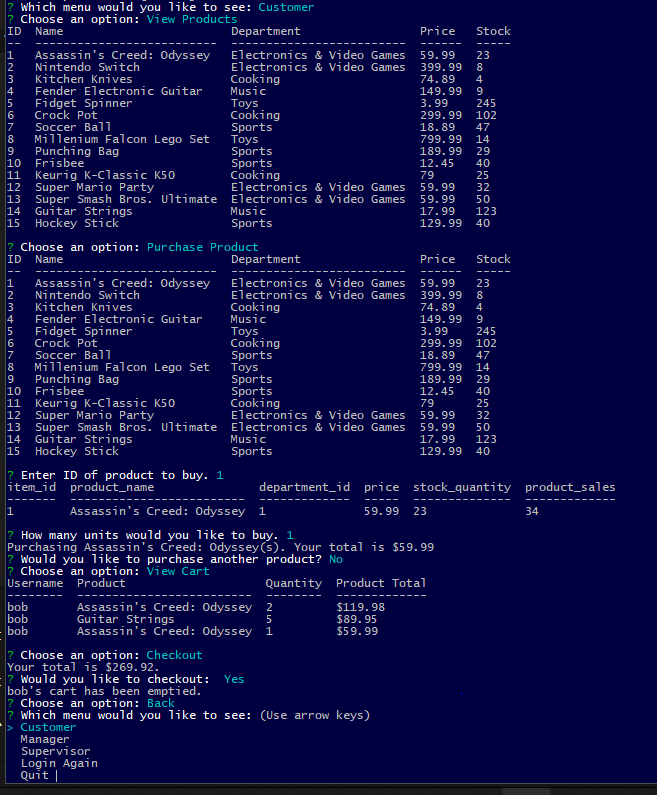 ? Which menu would you like to see: Customer
? Choose an option: View Products
ID  Name                        Department                Price   Stock
--  --------------------------  ------------------------- ------  -----
1   Assassin's Creed: Odyssey   Electronics & Video Games 59.99   23
2   Nintendo Switch             Electronics & Video Games 399.99  8
3   Kitchen Knives              Cooking                   74.89   4
4   Fender Electronic Guitar    Music                     149.99  9
5   Fidget Spinner              Toys                      3.99    245
6   Crock Pot                   Cooking                   299.99  102
7   Soccer Ball                 Sports                    18.89   47
8   Millenium Falcon Lego Set   Toys                      799.99  14
9   Punching Bag                Sports                    189.99  29
10  Frisbee                     Sports                    12.45   40
11  Keurig K-Classic K50        Cooking                   79      25
12  Super Mario Party           Electronics & Video Games 59.99   32
13  Super Smash Bros. Ultimate  Electronics & Video Games 59.99   50
14  Guitar Strings              Music                     17.99   123
15  Hockey Stick                Sports                    129.99  40
? Choose an option: Purchase Product
ID  Name                        Department                Price   Stock
--  --------------------------  ------------------------- ------  -----
1   Assassin's Creed: Odyssey   Electronics & Video Games 59.99   23
2   Nintendo Switch             Electronics & Video Games 399.99  8
3   Kitchen Knives              Cooking                   74.89   4
4   Fender Electronic Guitar    Music                     149.99  9
5   Fidget Spinner              Toys                      3.99    245
6   Crock Pot                   Cooking                   299.99  102
7   Soccer Ball                 Sports                    18.89   47
8   Millenium Falcon Lego Set   Toys                      799.99  14
9   Punching Bag                Sports                    189.99  29
10  Frisbee                     Sports                    12.45   40
11  Keurig K-Classic K50        Cooking                   79      25
12  Super Mario Party           Electronics & Video Games 59.99   32
13  Super Smash Bros. Ultimate  Electronics & Video Games 59.99   50
14  Guitar Strings              Music                     17.99   123
15  Hockey Stick                Sports                    129.99  40
? Enter ID of product to buy. 1
item_id  product_name               department_id  price  stock_quantity  product_sales
-------  -------------------------  -------------  -----  --------------  -------------
1        Assassin's Creed: Odyssey  1              59.99  23              34
? How many units would you like to buy. 1
Purchasing Assassin's Creed: Odyssey(s). Your total is $59.99
? Would you like to purchase another product? No
? Choose an option: View Cart
Username  Product                    Quantity  Product Total
--------  -------------------------  --------  -------------
bob       Assassin's Creed: Odyssey  2         $119.98
bob       Guitar Strings             5         $89.95
bob       Assassin's Creed: Odyssey  1         $59.99
? Choose an option: Checkout
Your total is $269.92.
? Would you like to checkout:  Yes
bob's cart has been emptied.
? Choose an option: Back
? Which menu would you like to see: (Use arrow keys)
> Customer
  Manager
  Supervisor
  Login Again
  Quit